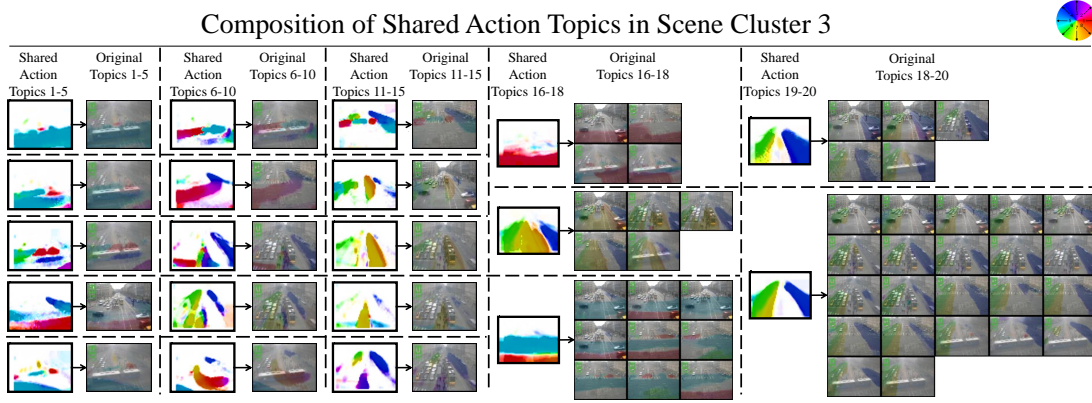 Composition of Shared Action Topics in Scene Cluster 3
Shared
Action
Topics 1-5
Original
Topics 1-5
Shared
Action
Topics 6-10
Original
Topics 6-10
Shared
Action
Topics 11-15
Original
Topics 11-15
Shared
Action
Topics 16-18
Original
Topics 16-18
Shared
Action
Topics 19-20
Original
Topics 18-20